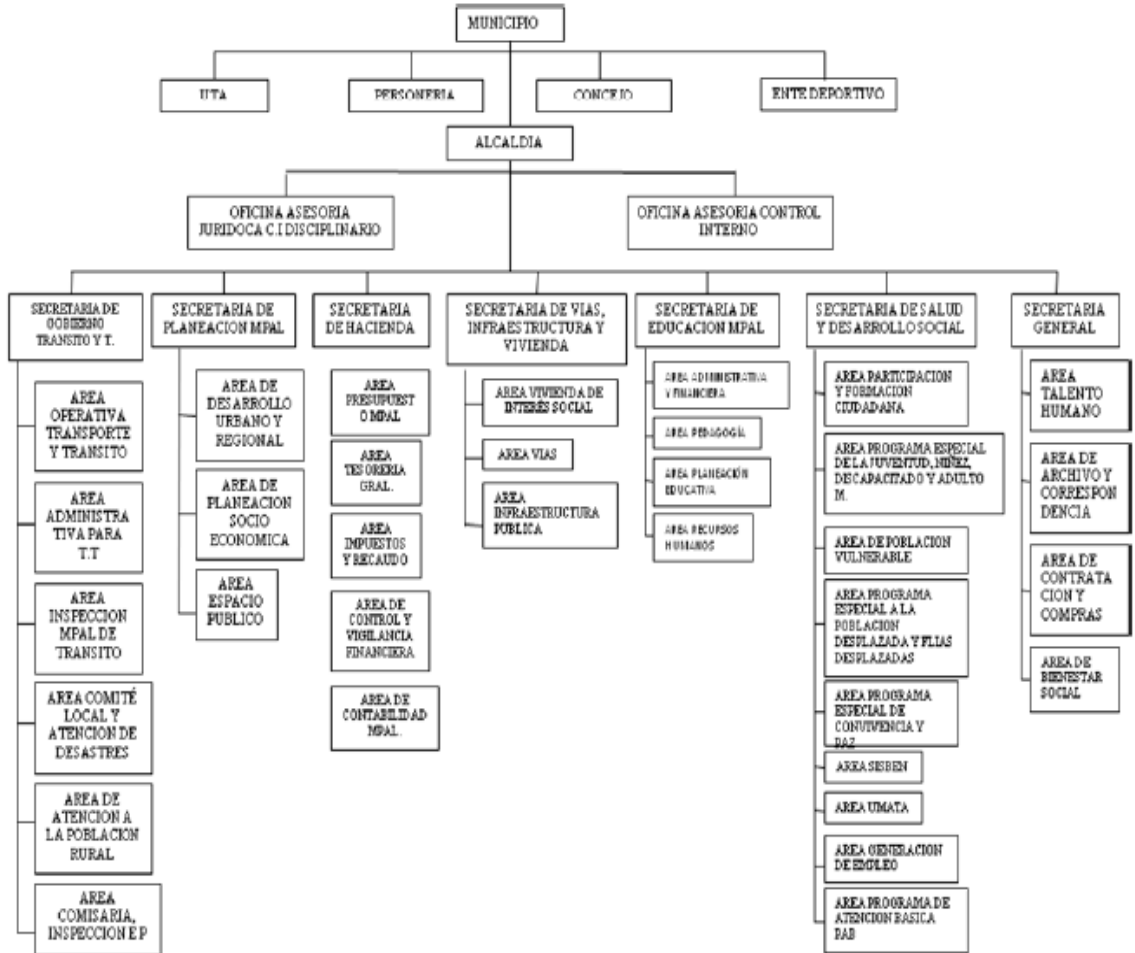 MUNICIPIO
UTA
PERSONERIA
CONCEJO
ENTE DEPORTIVO
ALCALDIA
OFICINA ASESORIA
JURIDOCA C.I DISCIPLINARIO
OFICINA ASESORIA CONTROL
INTERNO
SECRETARIA DE
GOBIERNO
TRANSITO Y T.
AREA
OPERATIVA
TRANSPORTE
Y TRANSITO
AREA
ADMINISTRA
TIVA PARA
T.T
AREA
INSPECCION
MPAL DE
TRANSITO
AREA COMITÉ
LOCAL Y
ATENCION DE
DESASTRES
AREA DE
ATENCION A
LA POBLACION
RURAL
AREA
COMISARIA,
INSPECCION E P
SECRETARIA DE
PLANEACION MPAL
AREA DE
DESARROLLO
URBANO Y
REGIONAL
AREA DE
PLANEACION
SOCIO
ECONOMICA
AREA
ESPACIO
PUBLICO
SECRETARIA
DE HACIENDA
AREA
PRESUPUEST
O MPAL
AREA
TESORERIA
GRAL.
AREA
IMPUESTOS
Y RECAUDO
AREA DE
CONTROL Y
VIGILANCIA
FINANCIERA
AREA DE
CONTABILIDAD
MPAL.
SECRETARIA DE VIAS,
INFRAESTRUCTURA Y
VIVIENDA
AREA VIVIENDA DE
INTERÉS SOCIAL
AREA VIAS
AREA
INFRAESTRUCTURA
PUBLICA
SECRETARIA DE
EDUCACION MPAL
AREA ADMINISTRATIVA
Y FINANCIERA
AREA PEDAGOGÍA
AREA PLANEACIÓN
EDUCATIVA
AREA RECURSOS
HUMANOS
SECRETARIA DE SALUD
Y DESARROLLO SOCIAL
AREA PARTICIPACION
Y FORMACION
CIUDADANA
AREA PROGRAMA ESPECIAL
DE LA JUVENTUD, NIÑEZ,
DISCAPACITADO Y ADULTO
M.
AREA DE POBLACION
VULNERABLE
AREA PROGRAMA
ESPECIAL A LA
POBLACION
DESPLAZADA Y FLIAS
DESPLAZADAS
AREA PROGRAMA
ESPECIAL DE
CONVIVENCIA Y
PAZ
AREA SISBEN
AREA UMATA
AREA GENERACION
DE EMPLEO
AREA PROGRAMA DE
ATENCION BASICA
PAB
SECRETARIA
GENERAL
AREA
TALENTO
HUMANO
AREA DE
ARCHIVO Y
CORRESPON
DENCIA
AREA DE
CONTRATA
CION Y
COMPRAS
AREA DE
BIENESTAR
SOCIAL